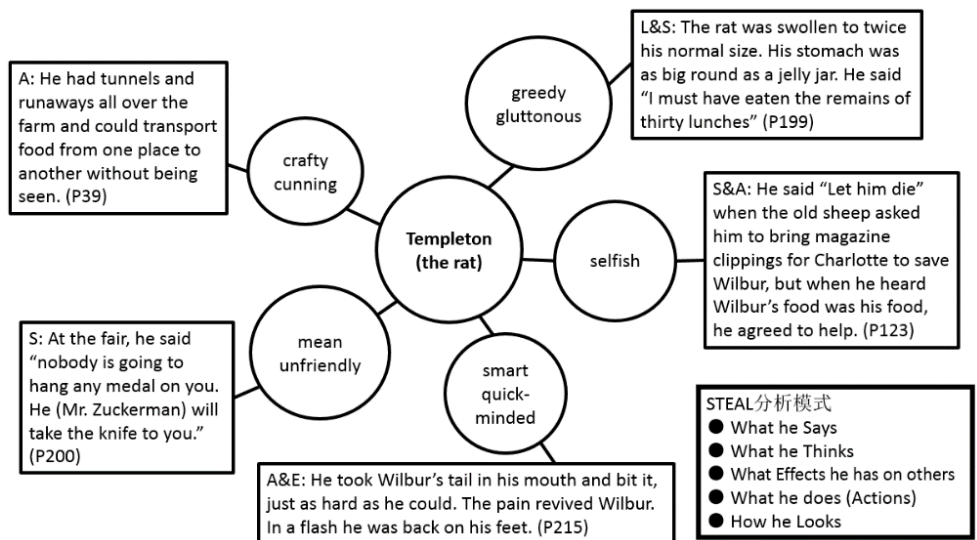 L&S: The rat was swollen to twice
his normal size. His stomach was
as big round as a jelly jar. He said
“I must have eaten the remains of
thirty lunches” (P199)
A: He had tunnels and
runaways all over the
farm and could transport
food from one place to
another without being
seen. (P39)
greedy
gluttonous
crafty
cunning
Templeton
(the rat)
selfish
S&A: He said “Let him die”
when the old sheep asked
him to bring magazine
clippings for Charlotte to save
Wilbur, but when he heard
Wilbur’s food was his food,
he agreed to help. (P123)
mean
unfriendly
S: At the fair, he said
“nobody is going to
hang any medal on you.
He (Mr. Zuckerman) will
take the knife to you.”
(P200)
smart
quick-
minded
A&E: He took Wilbur’s tail in his mouth and bit it,
just as hard as he could. The pain revived Wilbur.
In a flash he was back on his feet. (P215)
STEAL分析模式
● What he Says
● What he Thinks
● What Effects he has on others
● What he does (Actions)
● How he Looks